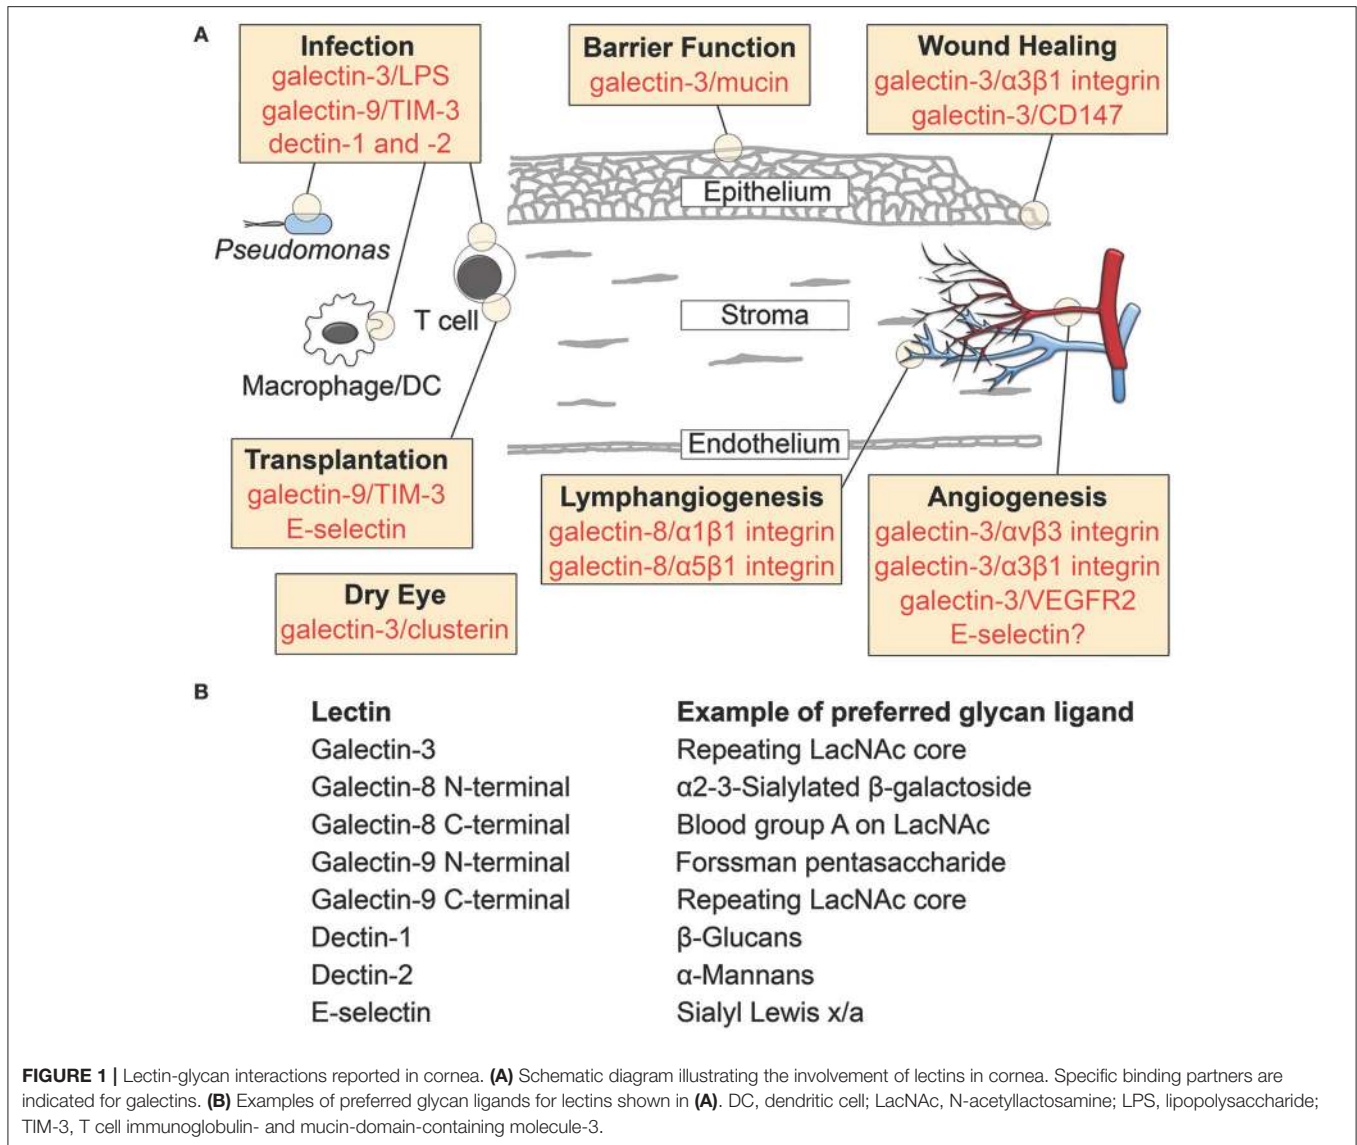 A
Infection
galectin-3/LPS
galectin-9/TIM-3
dectin-1 and -2
Barrier Function
galectin-3/mucin
Wound Healing
galectin-3/α3β1 integrin
galectin-3/CD147
Epithelium
Pseudomonas
T cell
Stroma
Macrophage/DC
Endothelium
Transplantation
galectin-9/TIM-3
E-selectin
Lymphangiogenesis
galectin-8/α1β1 integrin
galectin-8/α5β1 integrin
Angiogenesis
galectin-3/αvβ3 integrin
galectin-3/α3β1 integrin
galectin-3/VEGFR2
E-selectin?
Dry Eye
galectin-3/clusterin
B
Lectin Example of preferred glycan ligand
Galectin-3 Repeating LacNAc core
Galectin-8 N-terminal α2-3-Sialylated β-galactoside
Galectin-8 C-terminal Blood group A on LacNAc
Galectin-9 N-terminal Forssman pentasaccharide
Galectin-9 C-terminal Repeating LacNAc core
Dectin-1 β-Glucans
Dectin-2 α-Mannans
E-selectin Sialyl Lewis x/a
FIGURE 1 | Lectin-glycan interactions reported in cornea. (A) Schematic diagram illustrating the involvement of lectins in cornea. Specific binding partners are
indicated for galectins. (B) Examples of preferred glycan ligands for lectins shown in (A). DC, dendritic cell; LacNAc, N-acetyllactosamine; LPS, lipopolysaccharide;
TIM-3, T cell immunoglobulin- and mucin-domain-containing molecule-3.